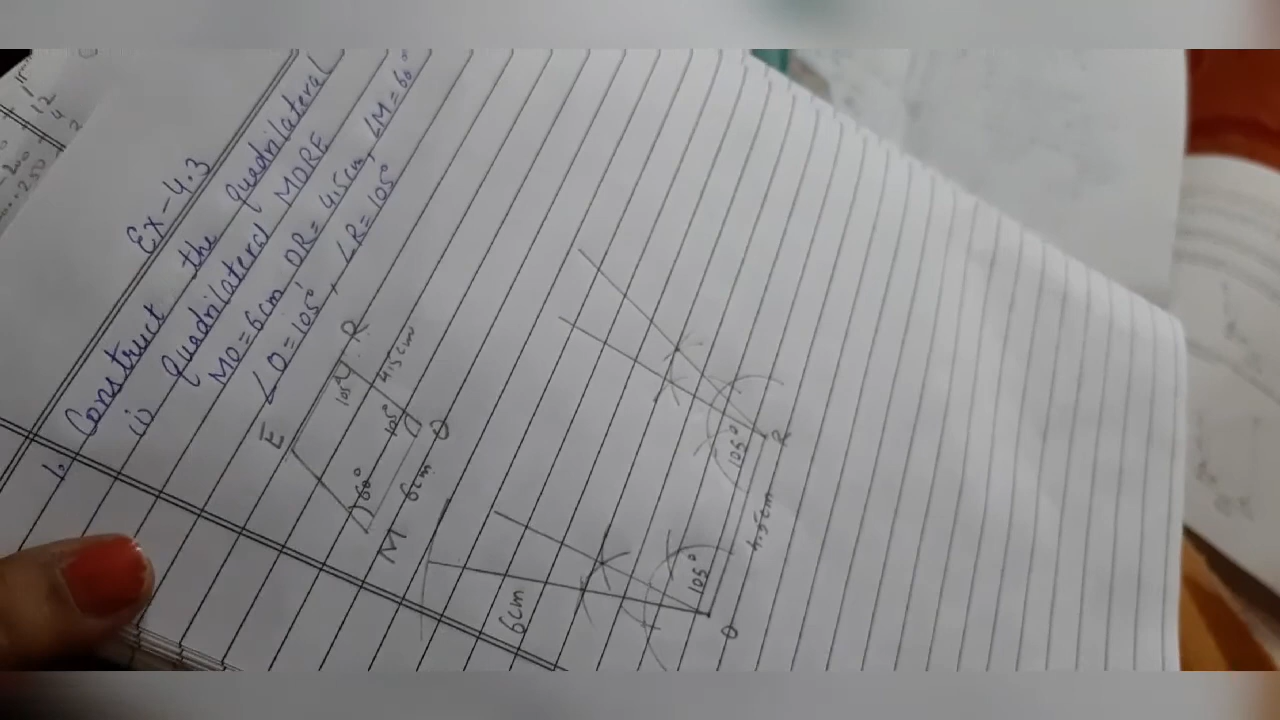 Ex-4.3
1. Construct the quadrilateral
(i) quadrilateral MORE
MO=6cm, OR=4.5cm, ∠M=60°
∠O=105°, ∠R=105°
E
R
105°
4.5cm
60°
105°
M
6cm
O
6cm
105°
105°
O
4.5cm
R